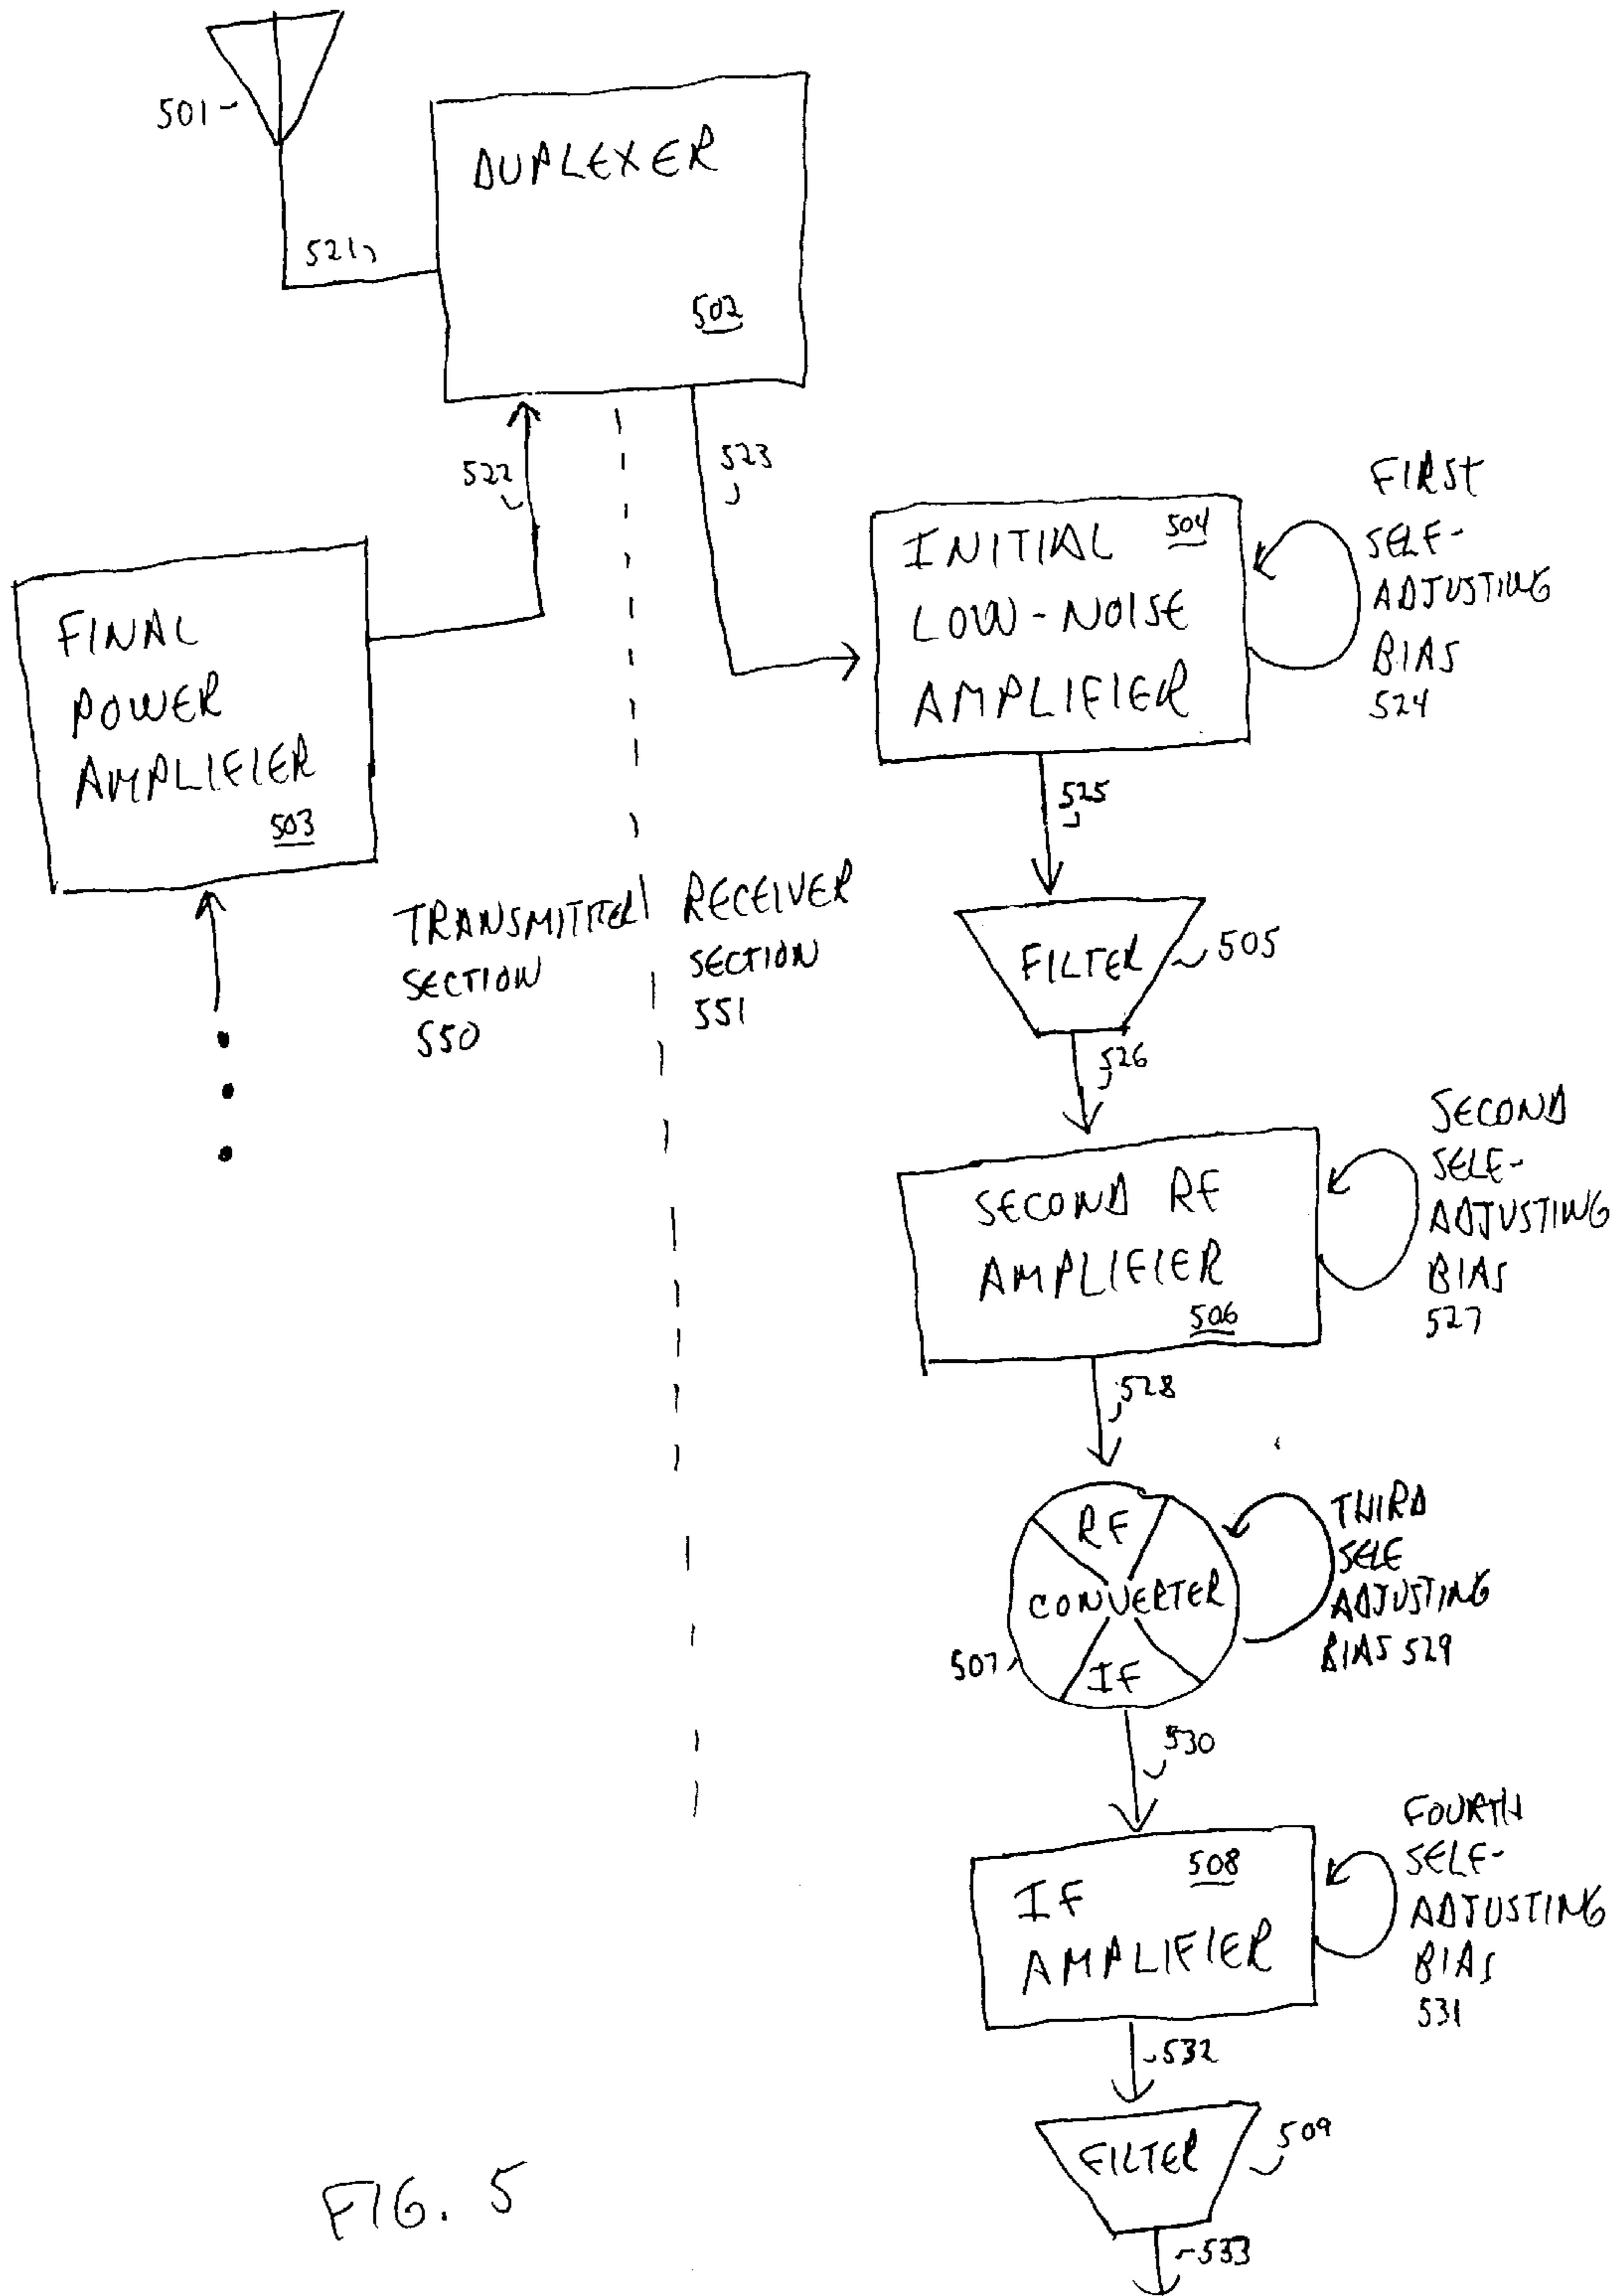 501
DUPLEXER
521
502
522
523
FINAL
POWER
AMPLIFIER
503
INITIAL 504
LOW-NOISE
AMPLIFIER
FIRST
SELF-
ADJUSTING
BIAS
524
525
TRANSMITTER
SECTION
550
RECEIVER
SECTION
551
FILTER
505
526
SECOND RF
AMPLIFIER
506
SECOND
SELF-
ADJUSTING
BIAS
527
528
RF
CONVERTER
IF
507
THIRD
SELF
ADJUSTING
BIAS 529
530
508
IF
AMPLIFIER
FOURTH
SELF-
ADJUSTING
BIAS
531
532
FILTER
509
533
FIG. 5